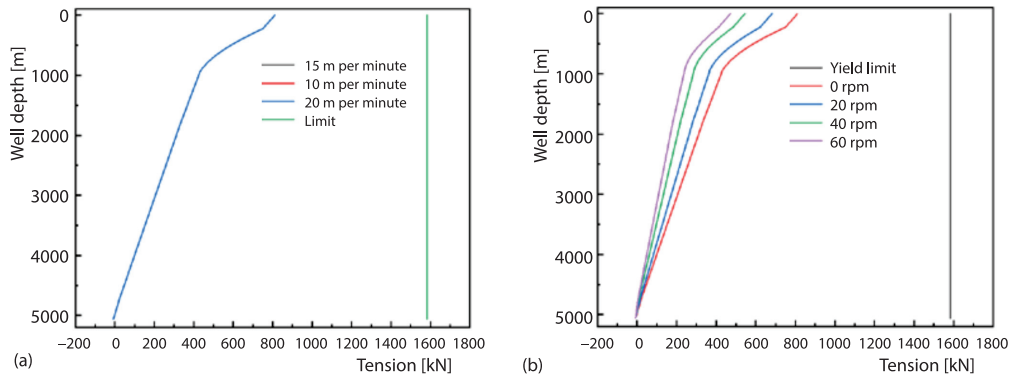 0
1000
2000
3000
4000
5000
Well depth [m]
15 m per minute
10 m per minute
20 m per minute
Limit
−200 0 200 400 600 800 1000 1200 1400 1600 1800
(a)
Tension [kN]
0
1000
2000
3000
4000
5000
Well depth [m]
Yield limit
0 rpm
20 rpm
40 rpm
60 rpm
−200 0 200 400 600 800 1000 1200 1400 1600 1800
(b)
Tension [kN]